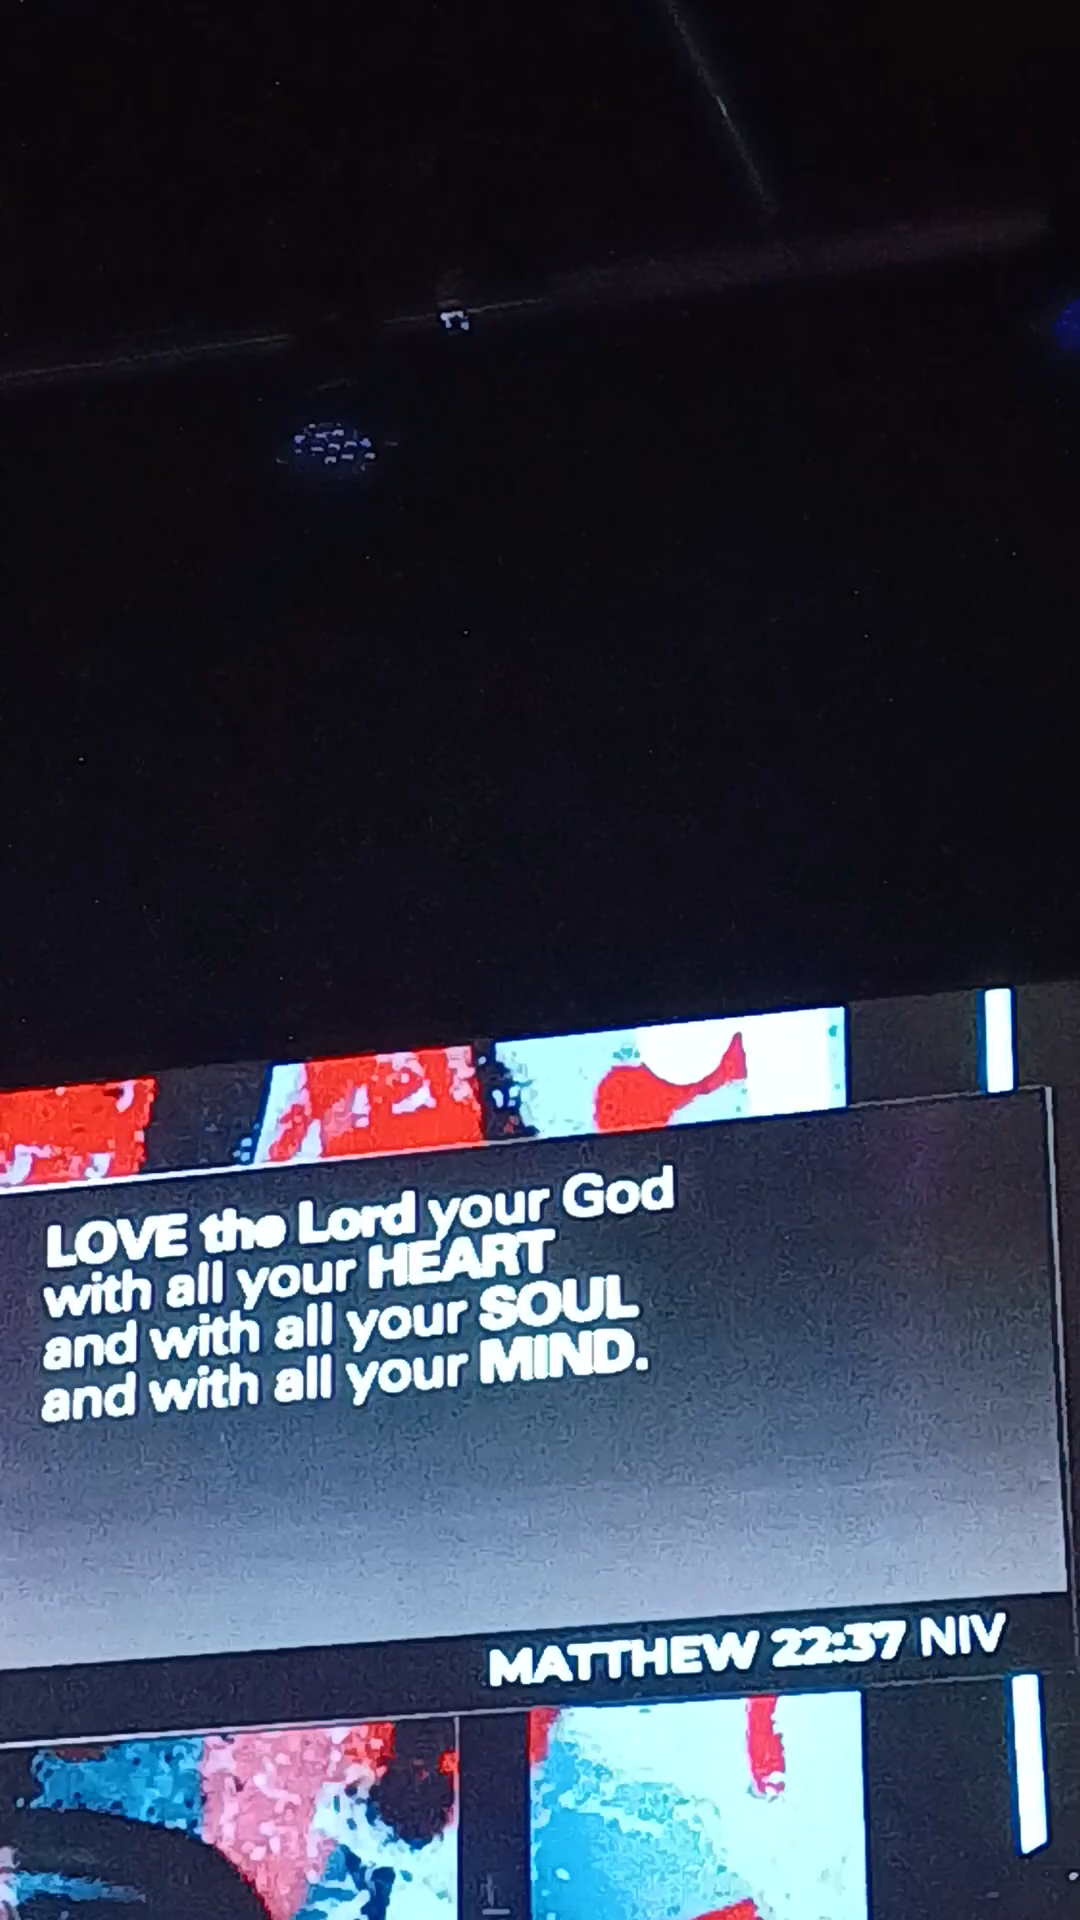 LOVE the Lord your God
with all your HEART
and with all your SOUL
and with all your MIND.
MATTHEW 22:37 NIV